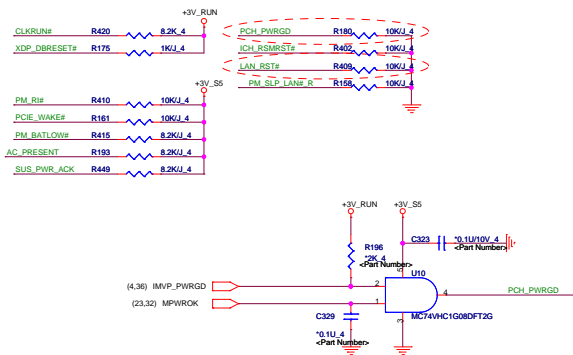 +3V_RUN
CLKRUN# R420 8.2K_4
XDP_DBRESET# R175 1K/J_4
PCH_PWRGD R180 10K/J_4
ICH_RSMRST# R402 10K/J_4
LAN_RST# R409 10K/J_4
PM_SLP_LAN#_R R158 10K/J_4
+3V_S5
PM_RI# R410 10K/J_4
PCIE_WAKE# R161 10K/J_4
PM_BATLOW# R415 8.2K/J_4
AC_PRESENT R193 8.2K/J_4
SUS_PWR_ACK R449 8.2K/J_4
+3V_RUN +3V_S5
C323 *0.1U/10V_4
<Part Number>
R196
*2K_4
<Part Number>
U10
5
(4,36) IMVP_PWRGD 2
4 PCH_PWRGD
(23,32) MPWROK 1
3
MC74VHC1G08DFT2G
C329
*0.1U_4
<Part Number>